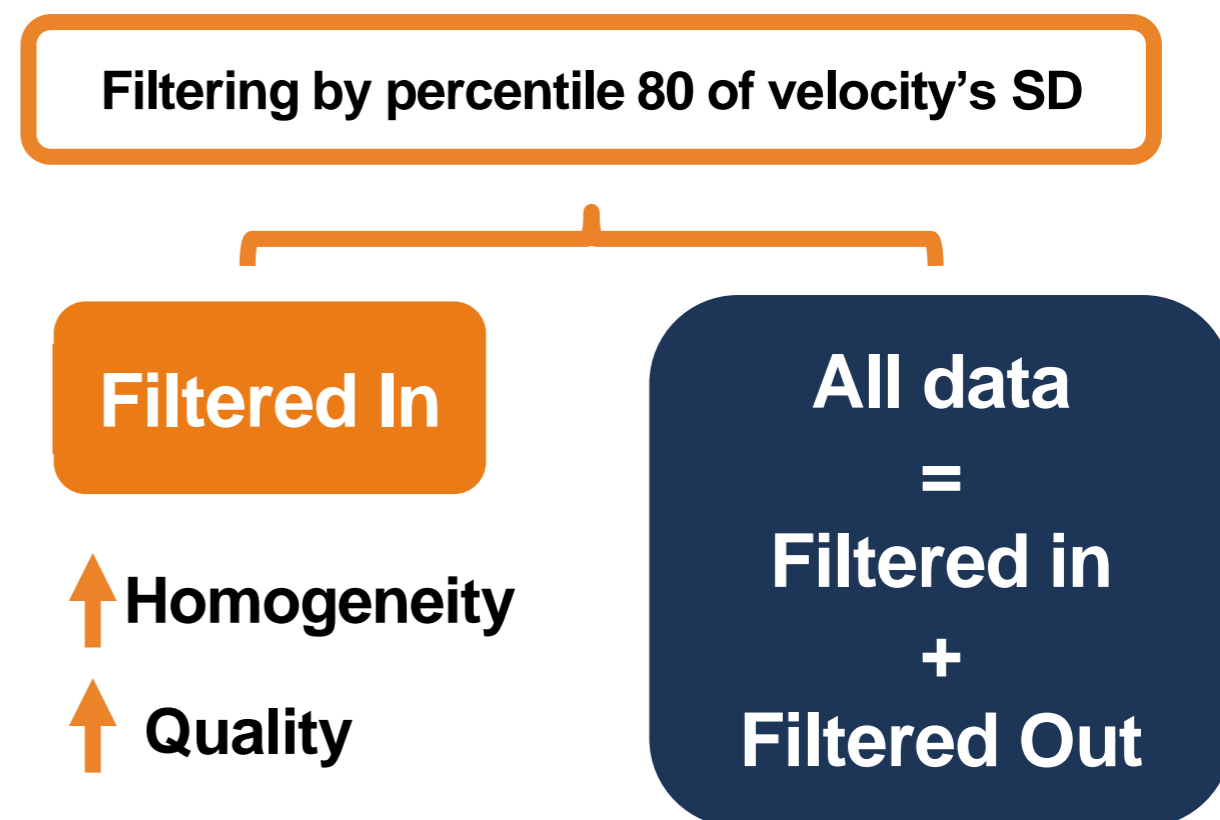 Filtering by percentile 80 of velocity’s SD
Filtered In
Homogeneity
Quality
All data
=
Filtered in
+
Filtered Out